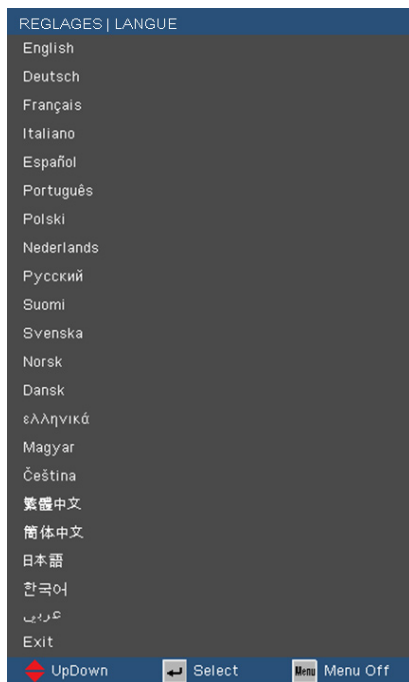 REGLAGES | LANGUE
English
Deutsch
Français
Italiano
Español
Português
Polski
Nederlands
Русский
Suomi
Svenska
Norsk
Dansk
ελληνικά
Magyar
Čeština
繁體中文
简体中文
日本語
한국어
عربي
Exit
UpDown Select Menu Menu Off